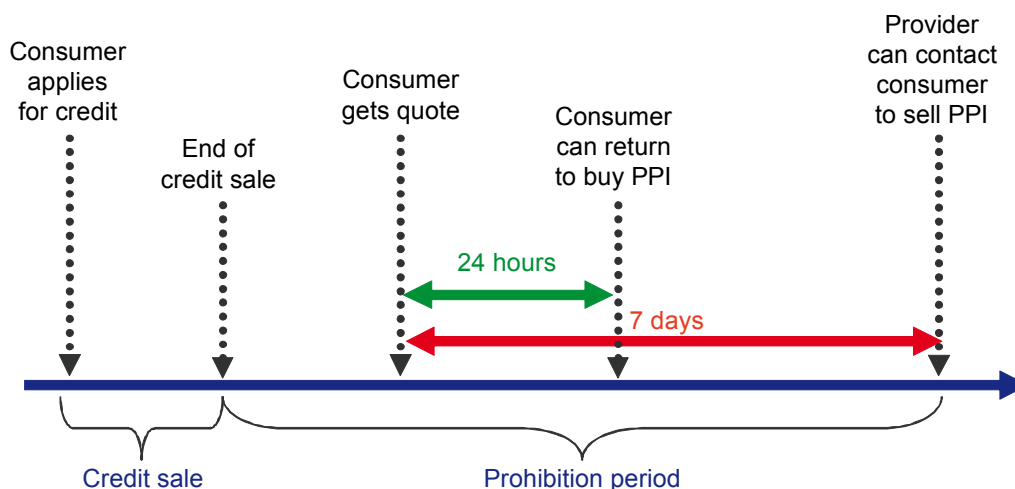 Consumer
applies
for credit
End of
credit sale
Consumer
gets quote
Consumer
can return
to buy PPI
Provider
can contact
consumer
to sell PPI
24 hours
7 days
Credit sale
Prohibition period